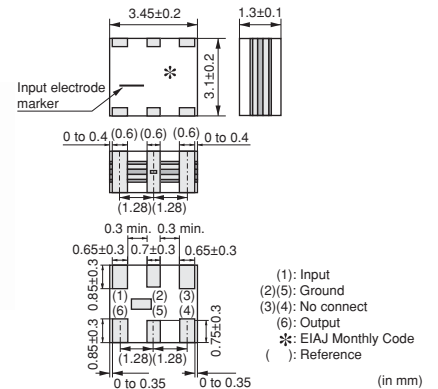 3.45±0.2
1.3±0.1
3.1±0.2
Input electrode
marker
0 to 0.4 (0.6) (0.6) (0.6) 0 to 0.4
(1.28)(1.28)
0.3 min. 0.3 min.
0.65±0.3 0.7±0.3 0.65±0.3
0.85±0.3
(1) (2) (3)
(6) (5) (4)
0.85±0.3
0.75±0.3
(1.28)(1.28)
0 to 0.35 0 to 0.35
(1): Input
(2)(5): Ground
(3)(4): No connect
(6): Output
✻: EIAJ Monthly Code
( ): Reference
(in mm)